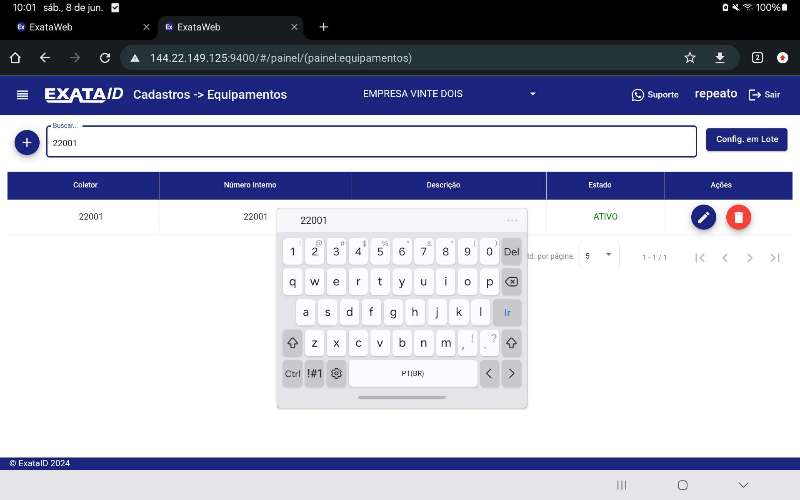 10:01 sáb., 8 de jun. 100%
ExataWeb ExataWeb
144.22.149.125:9400/#/painel/(painel:equipamentos) 2
EXATAID Cadastros -> Equipamentos EMPRESA VINTE DOIS Suporte repeato Sair
Buscar...
+ 22001 Config. em Lote
Coletor Número Interno Descrição Estado Ações
22001 22001 ATIVO
22001 ...
td. por página: 5 1 - 1 / 1
1 2 3 4 5 6 7 8 9 0 Del
q w e r t y u i o p
a s d f g h j k l Ir
z x c v b n m , ! . ?
Ctrl !#1 PT(BR) < >
© ExataID 2024